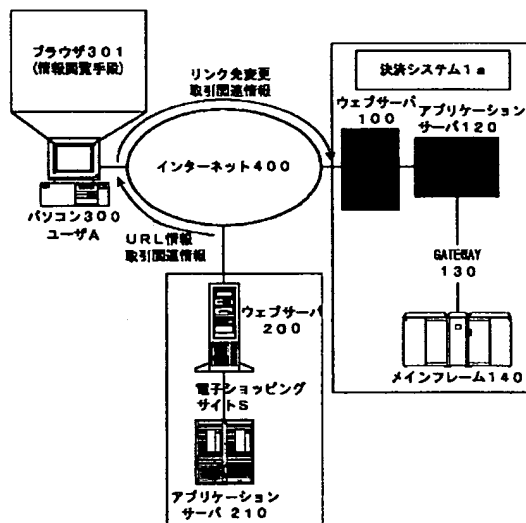 ブラウザ301
(情報閲覧手段)
リンク先変更
取引関連情報
決済システム1a
ウェブサーバ
100
アプリケーション
サーバ120
インターネット400
パソコン300
ユーザA
URL情報
取引関連情報
GATEWAY
130
ウェブサーバ
200
メインフレーム140
電子ショッピング
サイトS
アプリケーション
サーバ 210